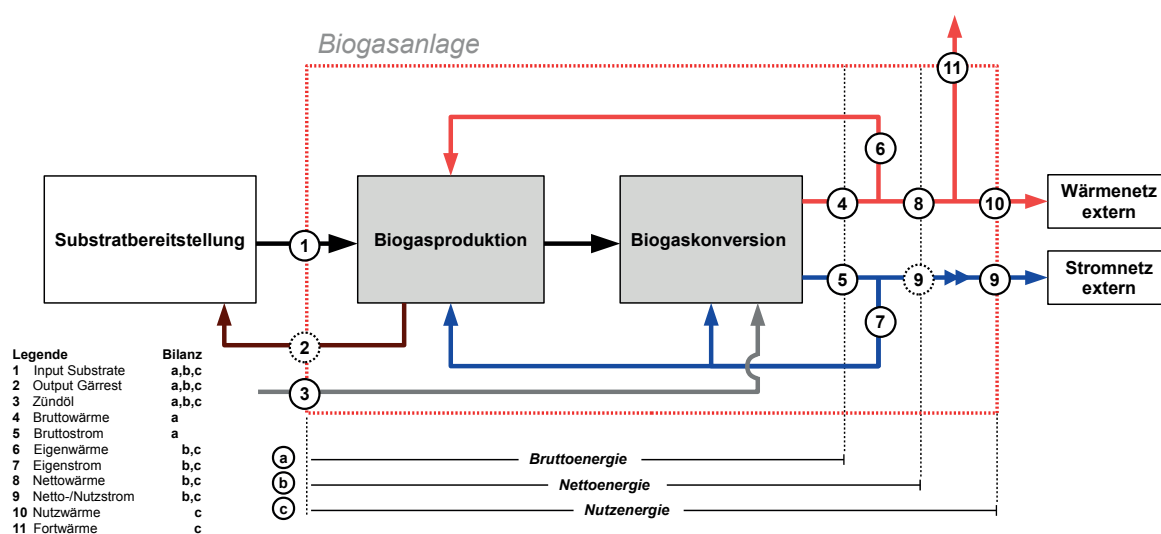 Biogasanlage
11
6
4
8
10
Wärmenetz
extern
Substratbereitstellung
1
Biogasproduktion
Biogaskonversion
5
9
9
Stromnetz
extern
7
2
3
Legende Bilanz
1 Input Substrate a,b,c
2 Output Gärrest a,b,c
3 Zündöl a,b,c
4 Bruttowärme a
5 Bruttostrom a
6 Eigenwärme b,c
7 Eigenstrom b,c
8 Nettowärme b,c
9 Netto-/Nutzstrom b,c
10 Nutzwärme c
11 Fortwärme c
a Bruttoenergie
b Nettoenergie
c Nutzenergie